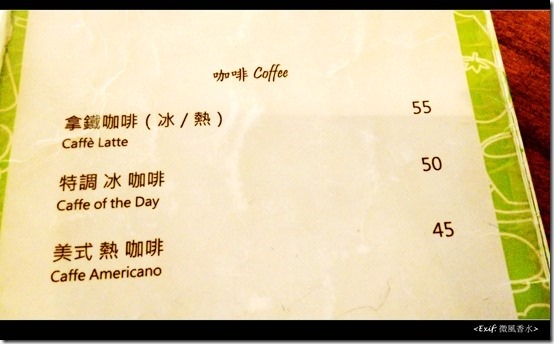 咖啡 Coffee
拿鐵咖啡 ( 冰 / 熱 ) 55
Caffè Latte
特調 冰 咖啡 50
Caffe of the Day
美式 熱 咖啡 45
Caffe Americano
<Exif: 微風香水>